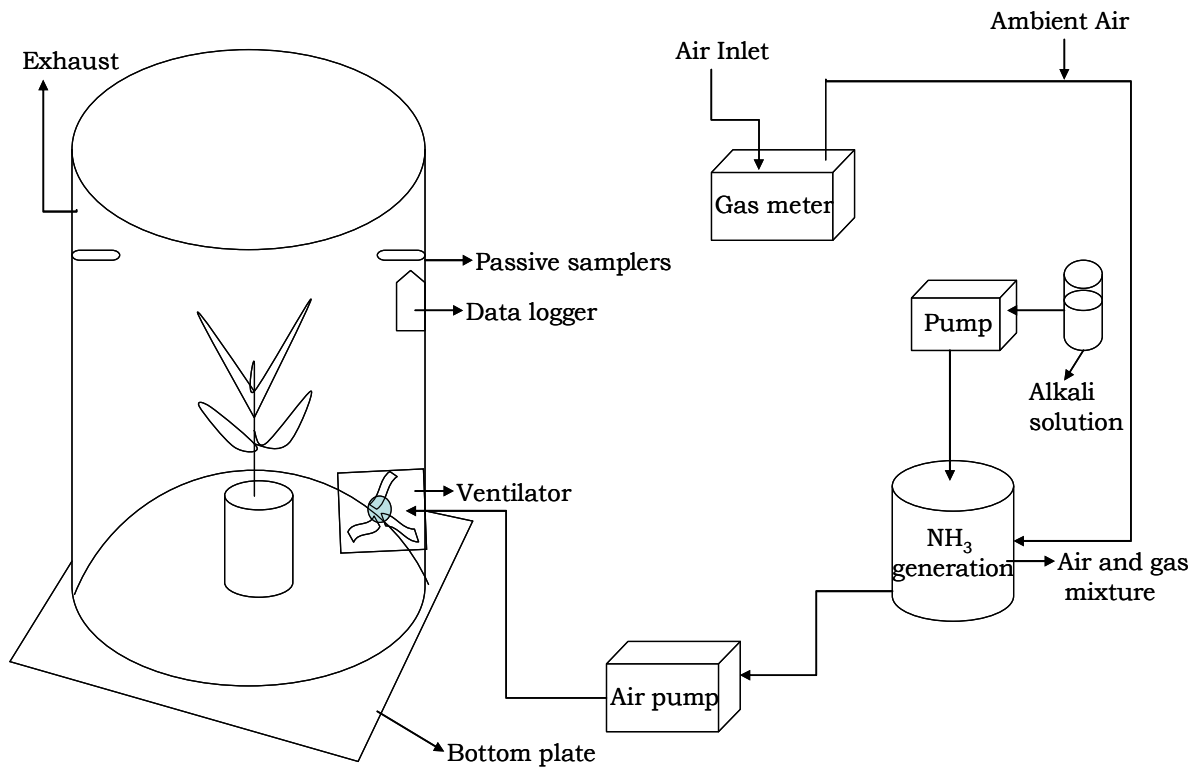 Ambient Air
Air Inlet
Exhaust
Gas meter
Passive samplers
Data logger
Pump
Alkali
solution
Ventilator
NH₃
generation
Air and gas
mixture
Air pump
Bottom plate